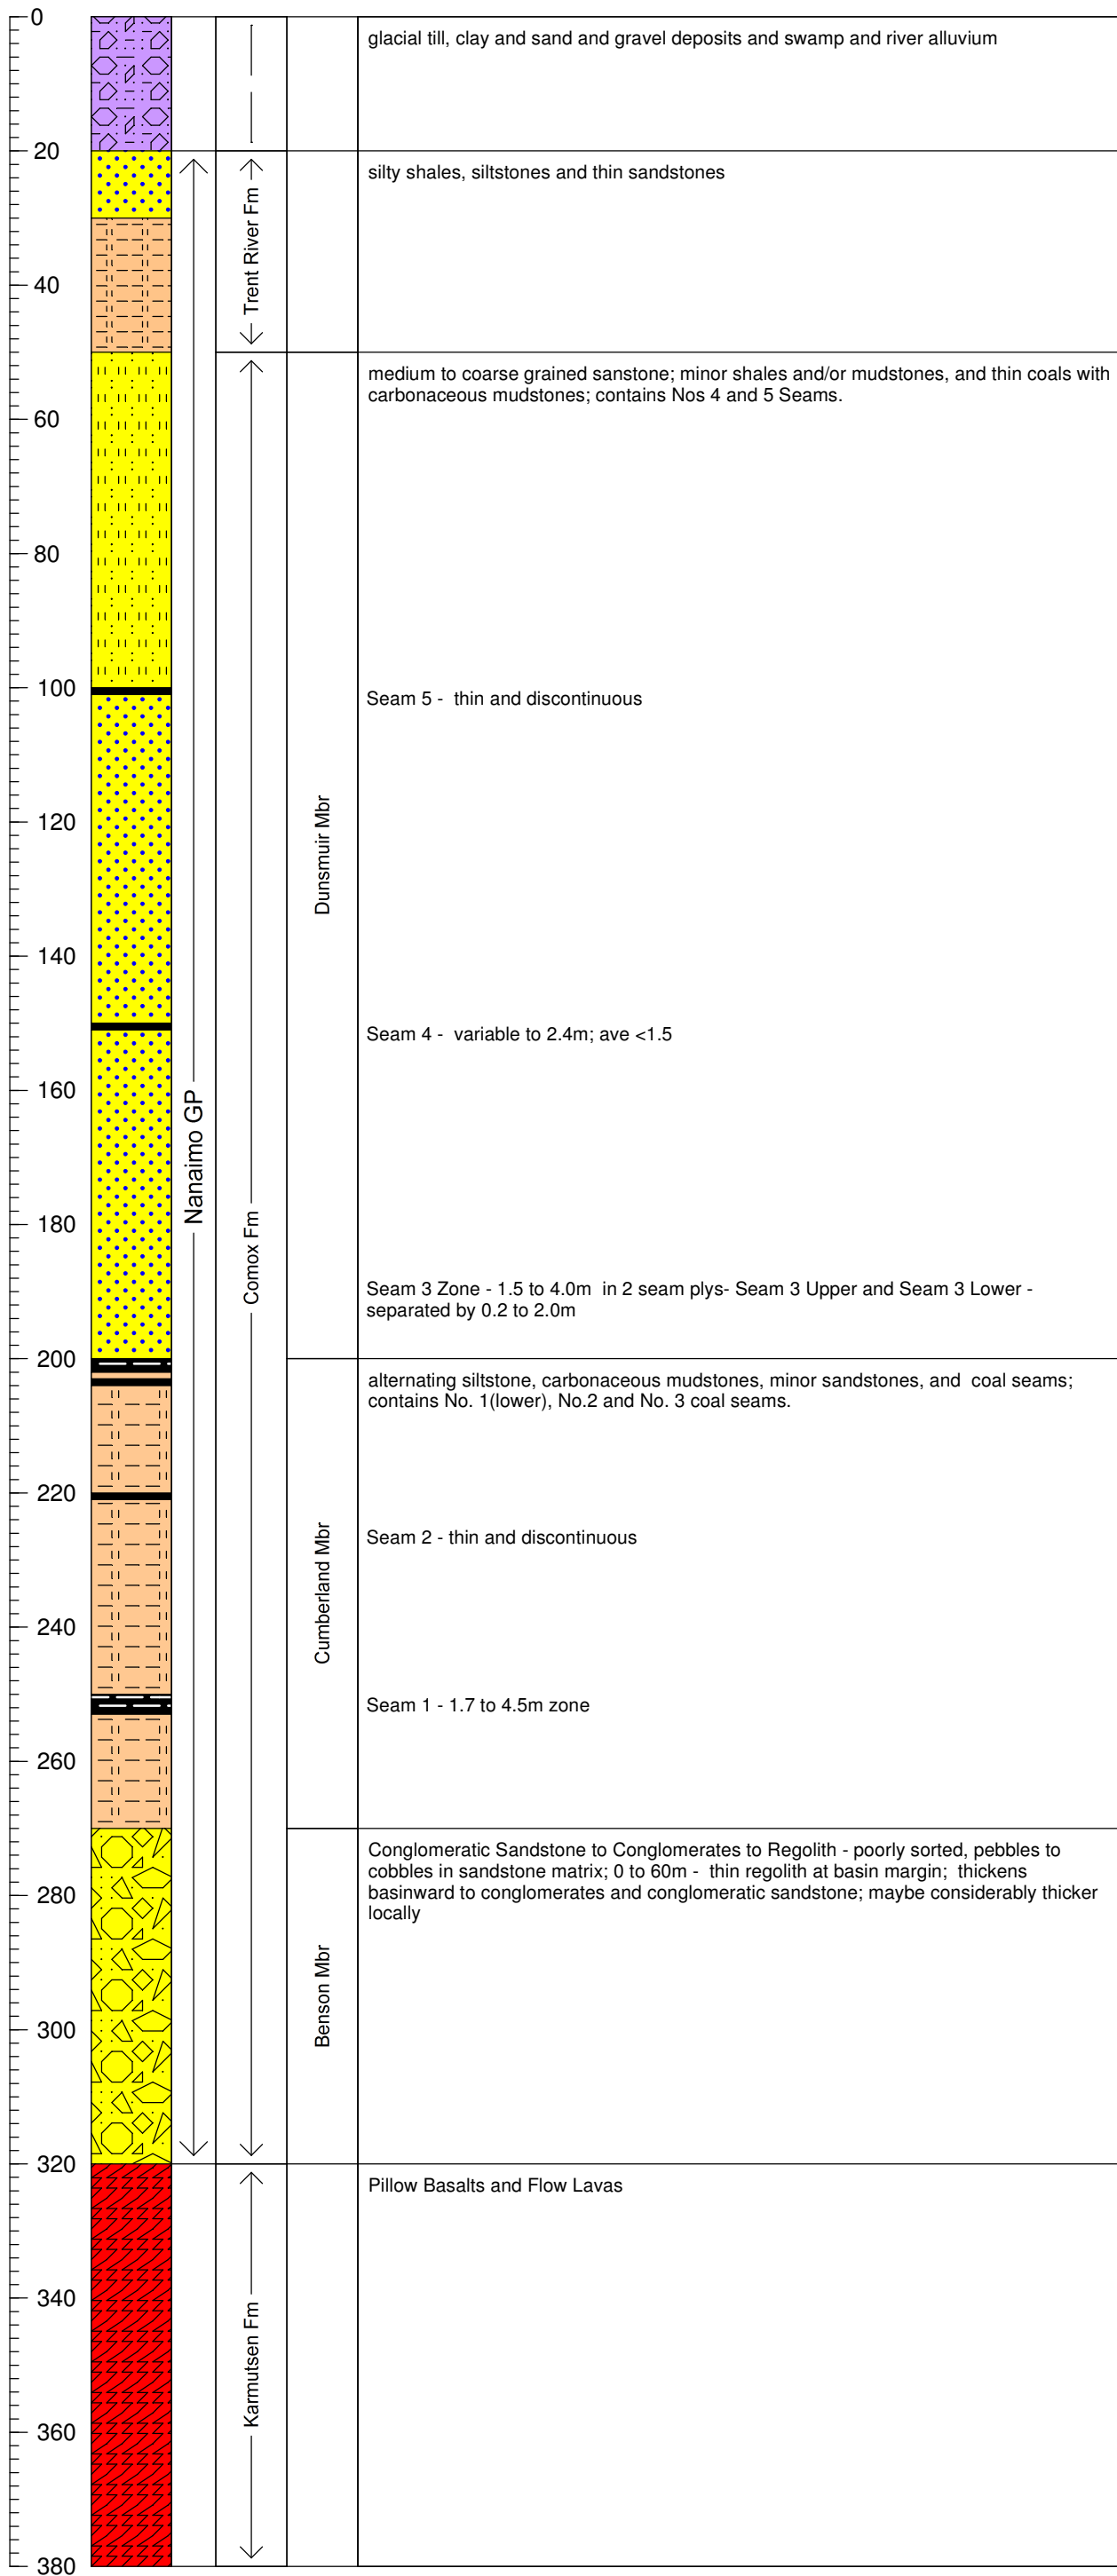 0
glacial till, clay and sand and gravel deposits and swamp and river alluvium
20
Trent River Fm
silty shales, siltstones and thin sandstones
40
medium to coarse grained sanstone; minor shales and/or mudstones, and thin coals with
carbonaceous mudstones; contains Nos 4 and 5 Seams.
60
80
100
Seam 5 -  thin and discontinuous
120
Dunsmuir Mbr
140
Seam 4 -  variable to 2.4m; ave <1.5
160
Nanaimo GP
180
Comox Fm
Seam 3 Zone - 1.5 to 4.0m  in 2 seam plys- Seam 3 Upper and Seam 3 Lower -
separated by 0.2 to 2.0m
200
alternating siltstone, carbonaceous mudstones, minor sandstones, and  coal seams;
contains No. 1(lower), No.2 and No. 3 coal seams.
220
Seam 2 - thin and discontinuous
Cumberland Mbr
240
Seam 1 - 1.7 to 4.5m zone
260
Conglomeratic Sandstone to Conglomerates to Regolith - poorly sorted, pebbles to
cobbles in sandstone matrix; 0 to 60m -  thin regolith at basin margin;  thickens
basinward to conglomerates and conglomeratic sandstone; maybe considerably thicker
locally
280
Benson Mbr
300
320
Pillow Basalts and Flow Lavas
340
Karmutsen Fm
360
380